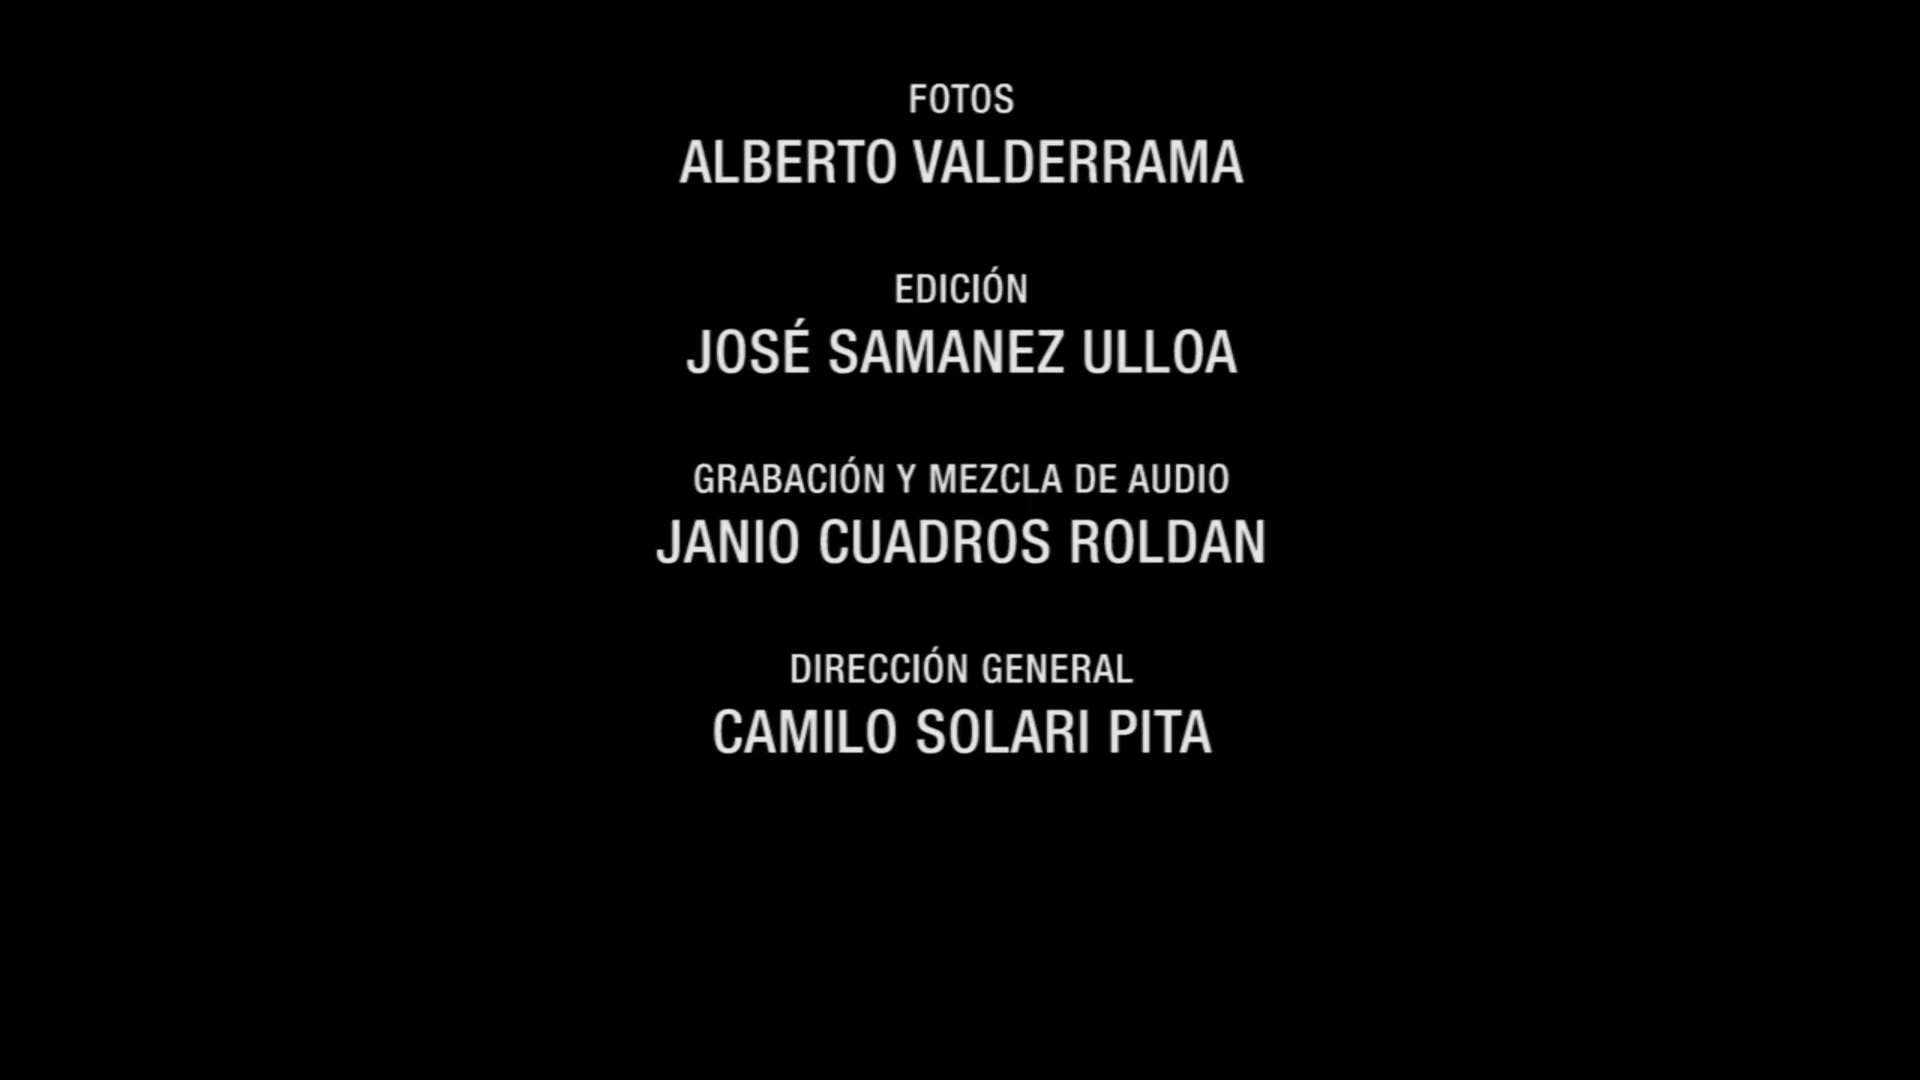 FOTOS
ALBERTO VALDERRAMA
EDICIÓN
JOSÉ SAMANEZ ULLOA
GRABACIÓN Y MEZCLA DE AUDIO
JANIO CUADROS ROLDAN
DIRECCIÓN GENERAL
CAMILO SOLARI PITA